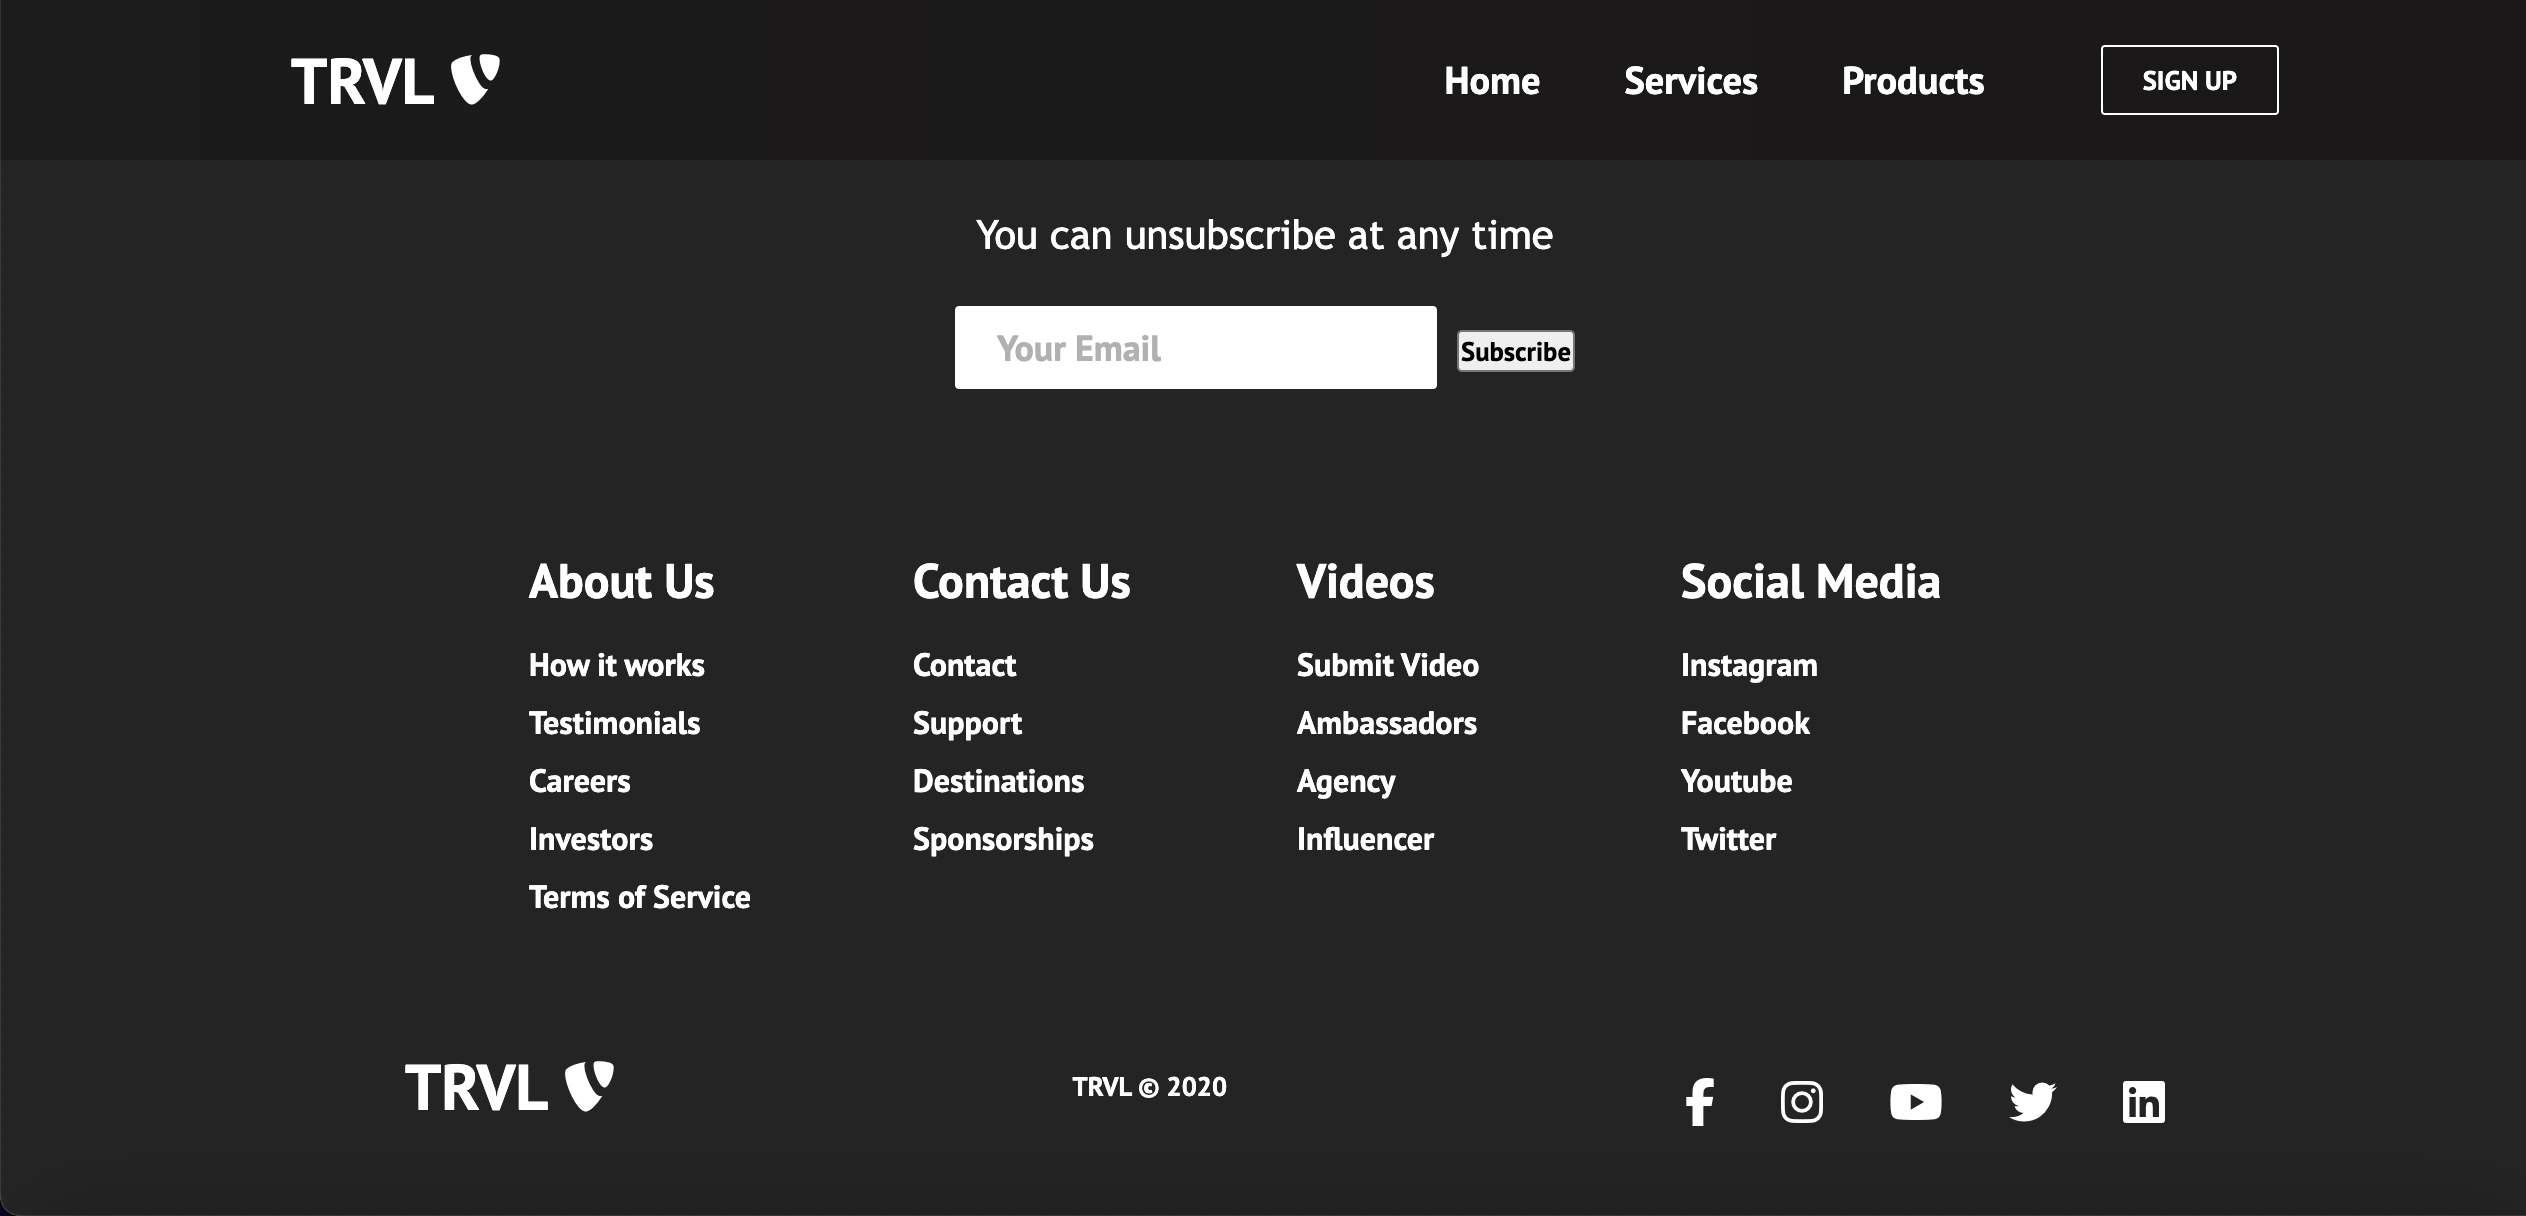 TRVL
Home Services Products SIGN UP
You can unsubscribe at any time
Your Email Subscribe
About Us
How it works
Testimonials
Careers
Investors
Terms of Service
Contact Us
Contact
Support
Destinations
Sponsorships
Videos
Submit Video
Ambassadors
Agency
Influencer
Social Media
Instagram
Facebook
Youtube
Twitter
TRVL
TRVL © 2020